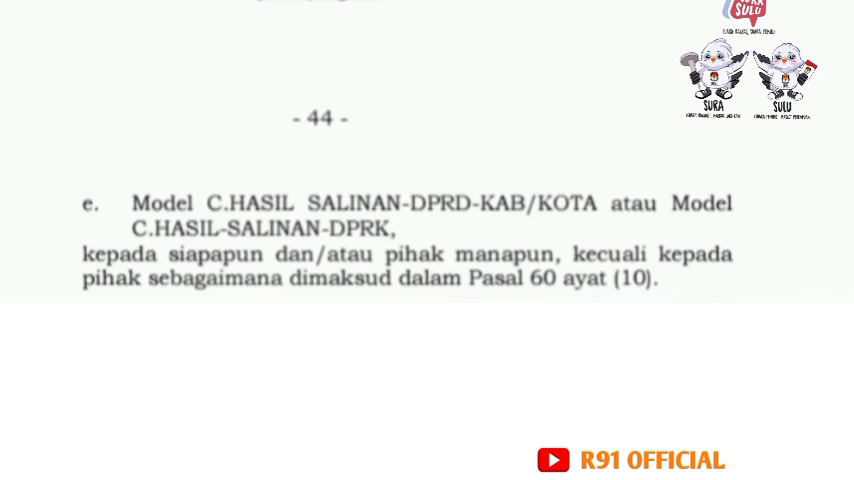 SULU
- 44 -
SURA
SULU
e. Model C.HASIL SALINAN-DPRD-KAB/KOTA atau Model
C.HASIL-SALINAN-DPRK,
kepada siapapun dan/atau pihak manapun, kecuali kepada
pihak sebagaimana dimaksud dalam Pasal 60 ayat (10).
R91 OFFICIAL